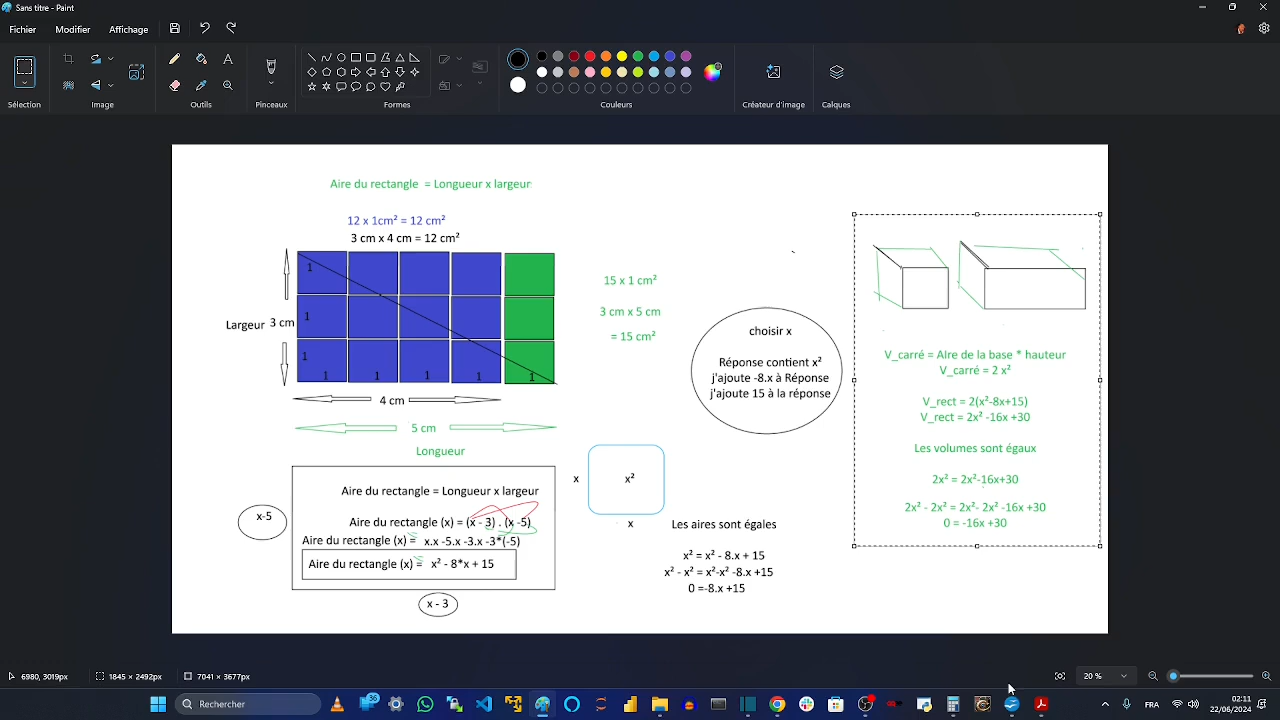 Sans titre - Paint
Fichier Modifier Affichage
Sélection Image Outils Pinceaux Formes Couleurs Créateur d'image Calques
Aire du rectangle = Longueur x largeur
12 x 1cm² = 12 cm²
3 cm x 4 cm = 12 cm²
1
1
1
1 1 1 1 1
Largeur 3 cm
4 cm
5 cm
Longueur
15 x 1 cm²
3 cm x 5 cm
= 15 cm²
choisir x
Réponse contient x²
j'ajoute -8.x à Réponse
j'ajoute 15 à la réponse
Aire du rectangle = Longueur x largeur
Aire du rectangle (x) = (x - 3) . (x -5)
Aire du rectangle (x) = x.x -5.x -3.x -3*(-5)
Aire du rectangle (x) = x² - 8*x + 15
x-5
x - 3
x
x²
x
Les aires sont égales
x² = x² - 8.x + 15
x² - x² = x²-x² -8.x +15
0 =-8.x +15
V_carré = AIre de la base * hauteur
V_carré = 2 x²
V_rect = 2(x²-8x+15)
V_rect = 2x² -16x +30
Les volumes sont égaux
2x² = 2x²-16x+30
2x² - 2x² = 2x²- 2x² -16x +30
0 = -16x +30
6980, 3019px
1845 × 2492px
7041 × 3677px
20 %
Rechercher
36
FRA
02:11
22/06/2024